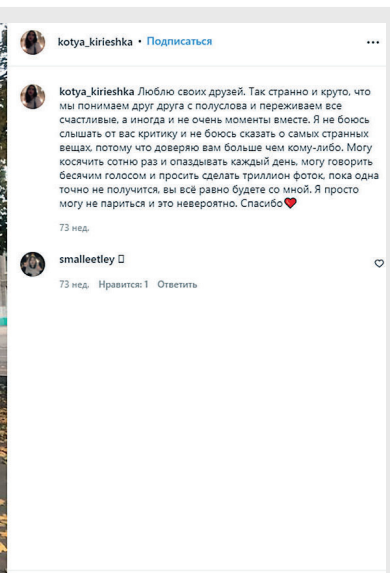 kotya_kirieshka • Подписаться
kotya_kirieshka Люблю своих друзей. Так странно и круто, что
мы понимаем друг друга с полуслова и переживаем все
счастливые, а иногда и не очень моменты вместе. Я не боюсь
слышать от вас критику и не боюсь сказать о самых странных
вещах, потому что доверяю вам больше чем кому-либо. Могу
косячить сотню раз и опаздывать каждый день, могу говорить
бесячим голосом и просить сделать триллион фоток, пока одна
точно не получится, вы всё равно будете со мной. Я просто
могу не париться и это невероятно. Спасибо❤️
73 нед.
smalleetley
73 нед. Нравится: 1 Ответить